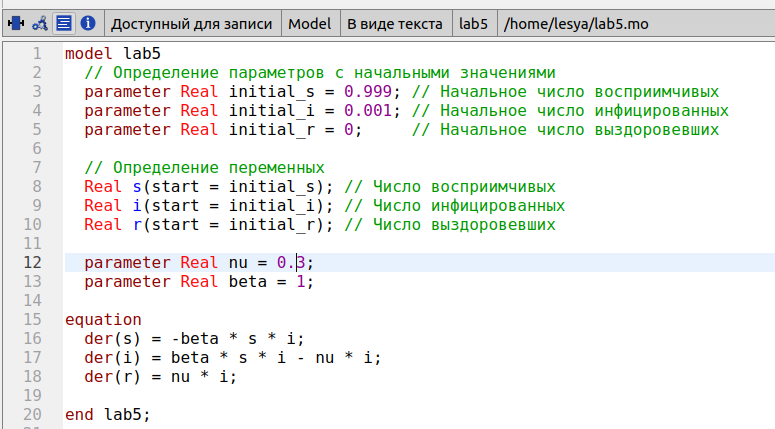 Доступный для записи Model В виде текста lab5 /home/lesya/lab5.mo
1 model lab5
2   // Определение параметров с начальными значениями
3   parameter Real initial_s = 0.999; // Начальное число восприимчивых
4   parameter Real initial_i = 0.001; // Начальное число инфицированных
5   parameter Real initial_r = 0;     // Начальное число выздоровевших
6
7   // Определение переменных
8   Real s(start = initial_s); // Число восприимчивых
9   Real i(start = initial_i); // Число инфицированных
10   Real r(start = initial_r); // Число выздоровевших
11
12   parameter Real nu = 0.3;
13   parameter Real beta = 1;
14
15 equation
16   der(s) = -beta * s * i;
17   der(i) = beta * s * i - nu * i;
18   der(r) = nu * i;
19
20 end lab5;